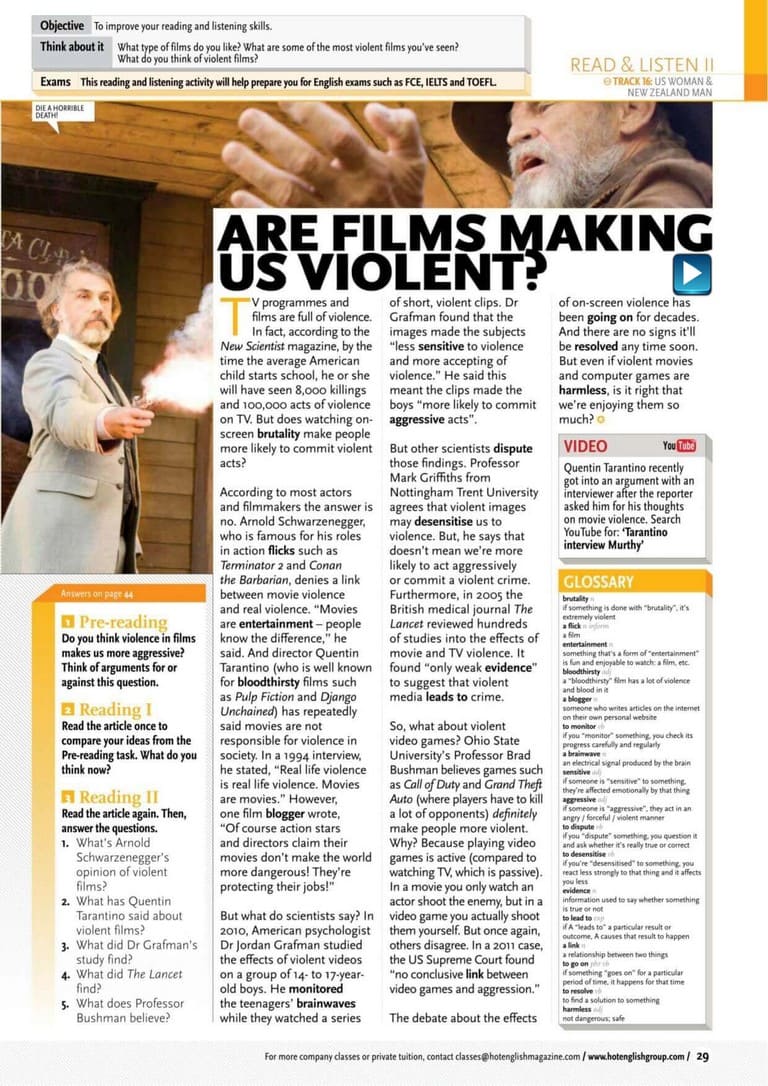 Objective To improve your reading and listening skills.
Think about it What type of films do you like? What are some of the most violent films you've seen?
What do you think of violent films?
Exams This reading and listening activity will help prepare you for English exams such as FCE, IELTS and TOEFL.
READ & LISTEN II
TRACK 16: US WOMAN &
NEW ZEALAND MAN
DIE A HORRIBLE
DEATH!
ARE FILMS MAKING
US VIOLENT?
TV programmes and
films are full of violence.
In fact, according to the
New Scientist magazine, by the
time the average American
child starts school, he or she
will have seen 8,000 killings
and 100,000 acts of violence
on TV. But does watching on-
screen brutality make people
more likely to commit violent
acts?
According to most actors
and filmmakers the answer is
no. Arnold Schwarzenegger,
who is famous for his roles
in action flicks such as
Terminator 2 and Conan
the Barbarian, denies a link
between movie violence
and real violence. "Movies
are entertainment – people
know the difference," he
said. And director Quentin
Tarantino (who is well known
for bloodthirsty films such
as Pulp Fiction and Django
Unchained) has repeatedly
said movies are not
responsible for violence in
society. In a 1994 interview,
he stated, "Real life violence
is real life violence. Movies
are movies." However,
one film blogger wrote,
"Of course action stars
and directors claim their
movies don't make the world
more dangerous! They're
protecting their jobs!"
But what do scientists say? In
2010, American psychologist
Dr Jordan Grafman studied
the effects of violent videos
on a group of 14- to 17-year-
old boys. He monitored
the teenagers' brainwaves
while they watched a series
of short, violent clips. Dr
Grafman found that the
images made the subjects
"less sensitive to violence
and more accepting of
violence." He said this
meant the clips made the
boys "more likely to commit
aggressive acts".
But other scientists dispute
those findings. Professor
Mark Griffiths from
Nottingham Trent University
agrees that violent images
may desensitise us to
violence. But, he says that
doesn't mean we're more
likely to act aggressively
or commit a violent crime.
Furthermore, in 2005 the
British medical journal The
Lancet reviewed hundreds
of studies into the effects of
movie and TV violence. It
found "only weak evidence"
to suggest that violent
media leads to crime.
So, what about violent
video games? Ohio State
University's Professor Brad
Bushman believes games such
as Call of Duty and Grand Theft
Auto (where players have to kill
a lot of opponents) definitely
make people more violent.
Why? Because playing video
games is active (compared to
watching TV, which is passive).
In a movie you only watch an
actor shoot the enemy, but in a
video game you actually shoot
them yourself. But once again,
others disagree. In a 2011 case,
the US Supreme Court found
"no conclusive link between
video games and aggression."
The debate about the effects
of on-screen violence has
been going on for decades.
And there are no signs it'll
be resolved any time soon.
But even if violent movies
and computer games are
harmless, is it right that
we're enjoying them so
much?
VIDEO YouTube
Quentin Tarantino recently
got into an argument with an
interviewer after the reporter
asked him for his thoughts
on movie violence. Search
YouTube for: 'Tarantino
interview Murthy'
GLOSSARY
brutality n
if something is done with "brutality", it's
extremely violent
a flick n inform
a film
entertainment n
something that's a form of "entertainment"
is fun and enjoyable to watch: a film, etc.
bloodthirsty adj
a "bloodthirsty" film has a lot of violence
and blood in it
a blogger n
someone who writes articles on the internet
on their own personal website
to monitor vb
if you "monitor" something, you check its
progress carefully and regularly
a brainwave n
an electrical signal produced by the brain
sensitive adj
if someone is "sensitive" to something,
they're affected emotionally by that thing
aggressive adj
if someone is "aggressive", they act in an
angry / forceful / violent manner
to dispute vb
if you "dispute" something, you question it
and ask whether it's really true or correct
to desensitise vb
if you're "desensitised" to something, you
react less strongly to that thing and it affects
you less
evidence n
information used to say whether something
is true or not
to lead to exp
if A "leads to" a particular result or
outcome, A causes that result to happen
a link n
a relationship between two things
to go on phr vb
if something "goes on" for a particular
period of time, it happens for that time
to resolve vb
to find a solution to something
harmless adj
not dangerous; safe
Answers on page 44
1 Pre-reading
Do you think violence in films
makes us more aggressive?
Think of arguments for or
against this question.
2 Reading I
Read the article once to
compare your ideas from the
Pre-reading task. What do you
think now?
3 Reading II
Read the article again. Then,
answer the questions.
1. What's Arnold
Schwarzenegger's
opinion of violent
films?
2. What has Quentin
Tarantino said about
violent films?
3. What did Dr Grafman's
study find?
4. What did The Lancet
find?
5. What does Professor
Bushman believe?
For more company classes or private tuition, contact classes@hotenglishmagazine.com / www.hotenglishgroup.com / 29